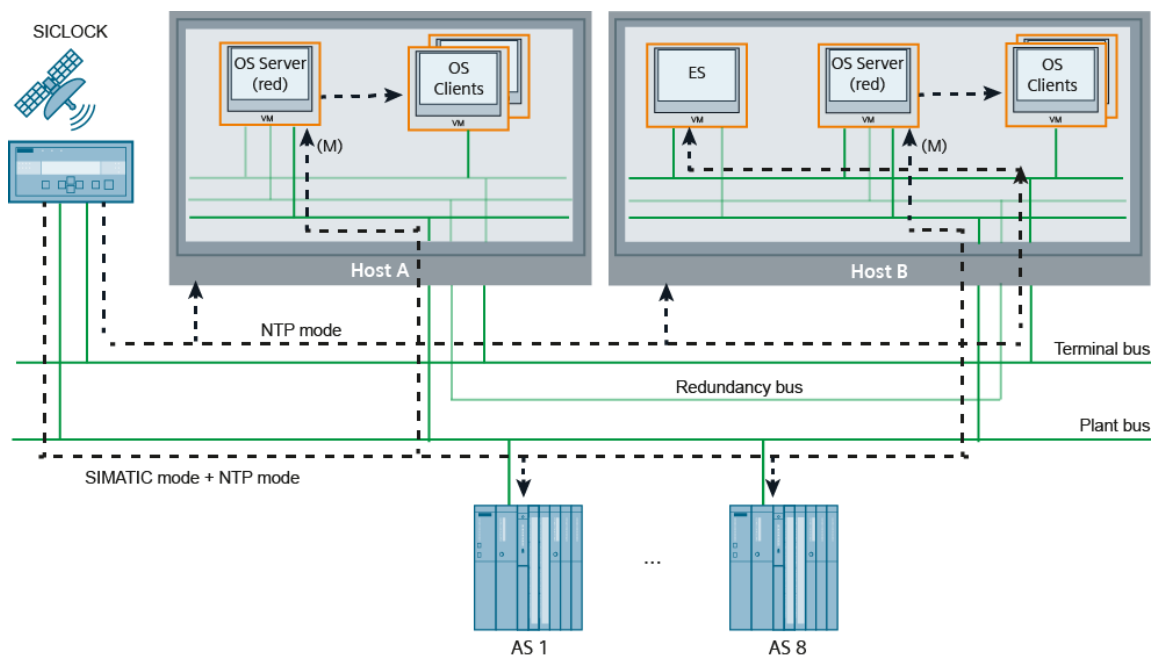 SICLOCK
OS Server
(red)
VM
OS
Clients
VM
(M)
Host A
ES
VM
OS Server
(red)
VM
OS
Clients
VM
(M)
Host B
NTP mode
Terminal bus
Redundancy bus
Plant bus
SIMATIC mode + NTP mode
...
AS 1
AS 8